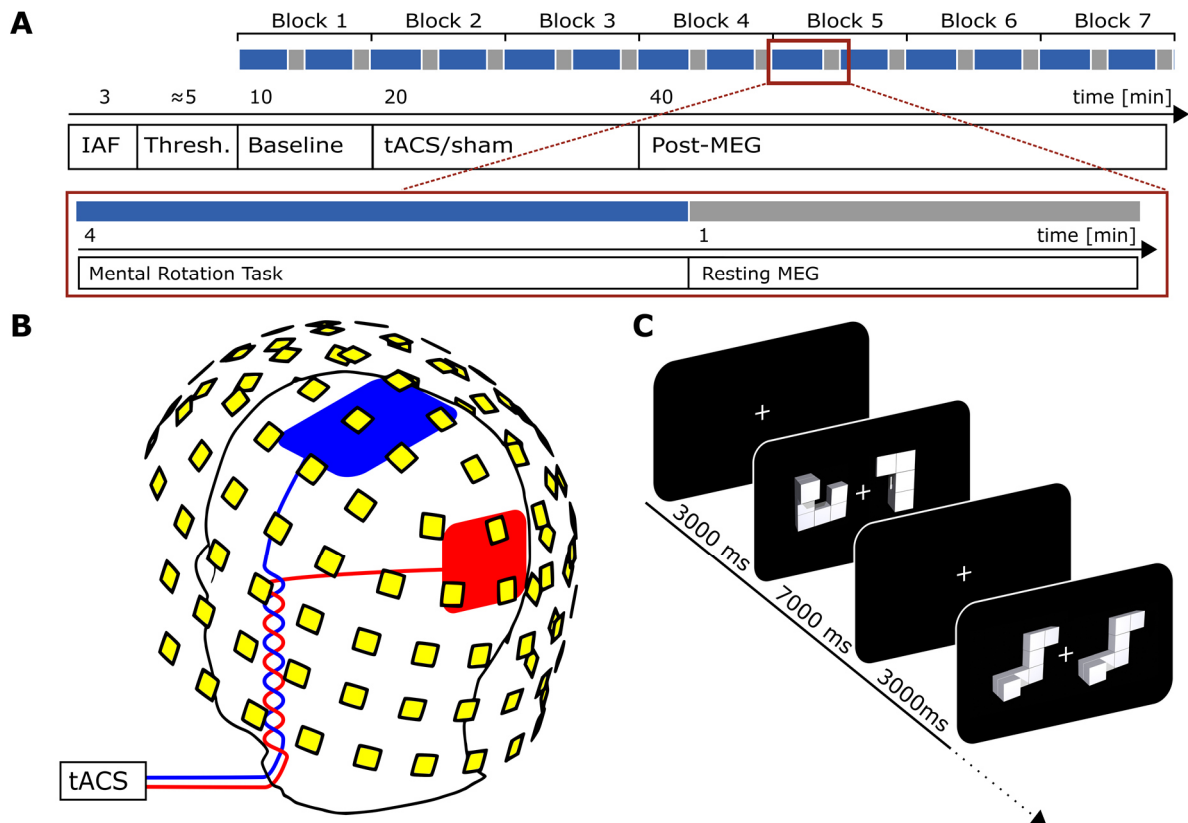 A
Block 1 Block 2 Block 3 Block 4 Block 5 Block 6 Block 7
3 ≈5 10 20 40 time [min]
IAF Thresh. Baseline tACS/sham Post-MEG
4 1 time [min]
Mental Rotation Task Resting MEG
B
tACS
C
3000 ms
7000 ms
3000ms